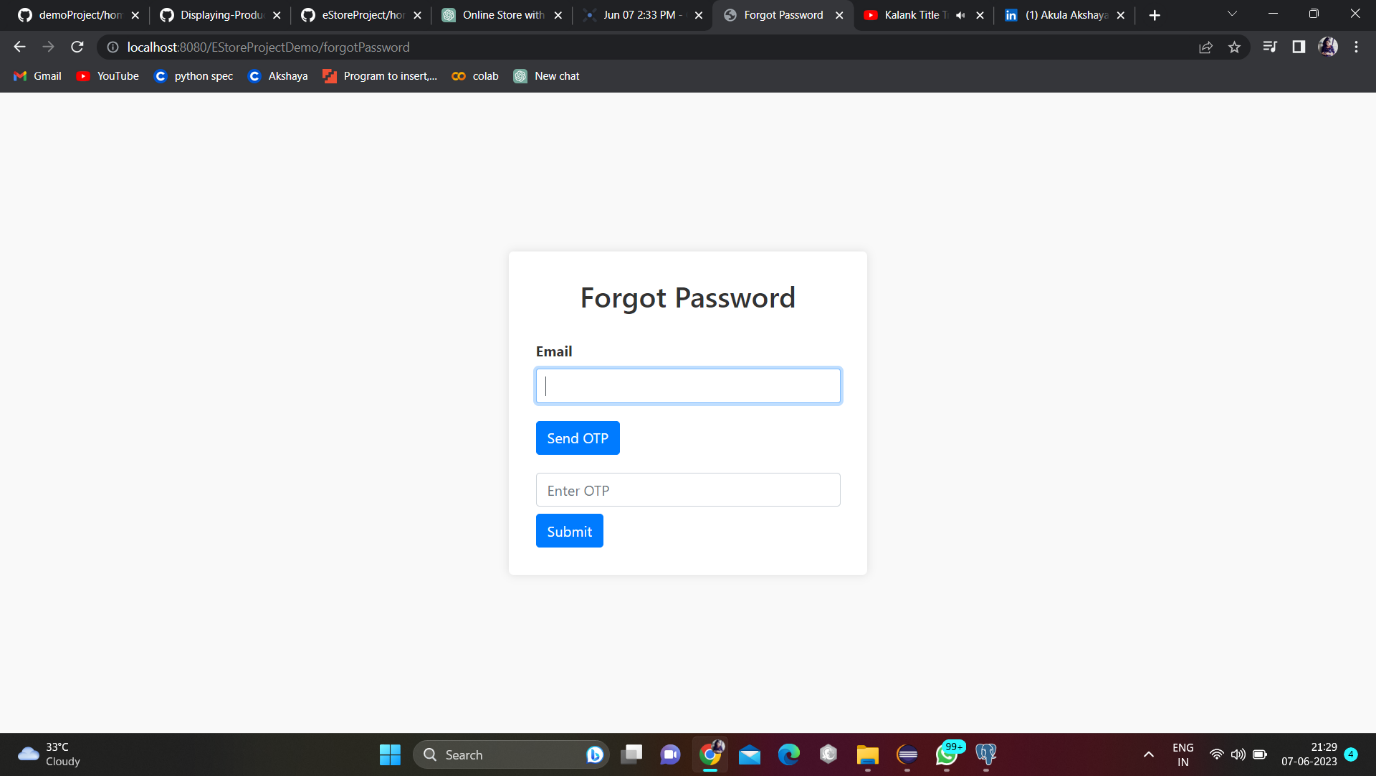 demoProject/hom
Displaying-Produ
eStoreProject/hon
Online Store with
Jun 07 2:33 PM -
Forgot Password
Kalank Title T
(1) Akula Akshaya
localhost:8080/EStoreProjectDemo/forgotPassword
Gmail
YouTube
python spec
Akshaya
Program to insert,...
colab
New chat
Forgot Password
Email
Send OTP
Enter OTP
Submit
33°C
Cloudy
Search
99+
ENG
IN
21:29
07-06-2023
4